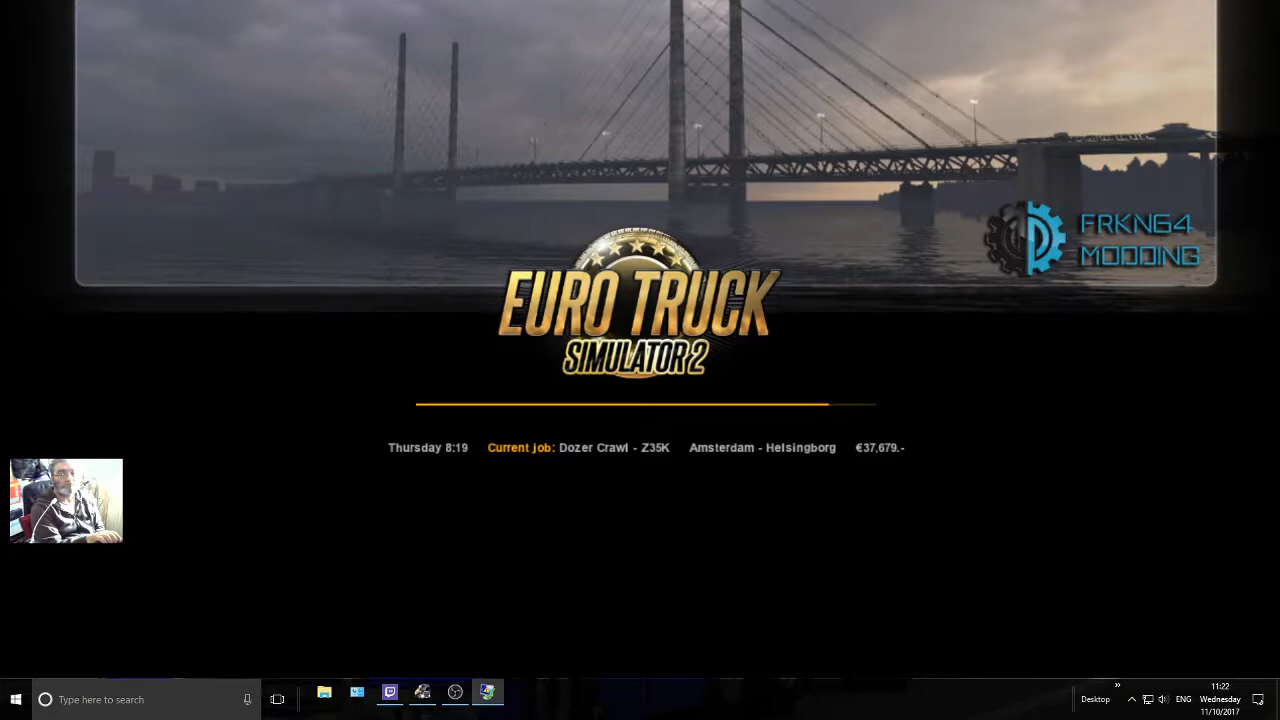 FRKN64
MODDING
EURO TRUCK
SIMULATOR 2
Thursday 8:19 Current job: Dozer Crawl - Z35K Amsterdam - Helsingborg €37,679.-
Type here to search
Desktop
ENG
11:22
Wednesday
11/10/2017